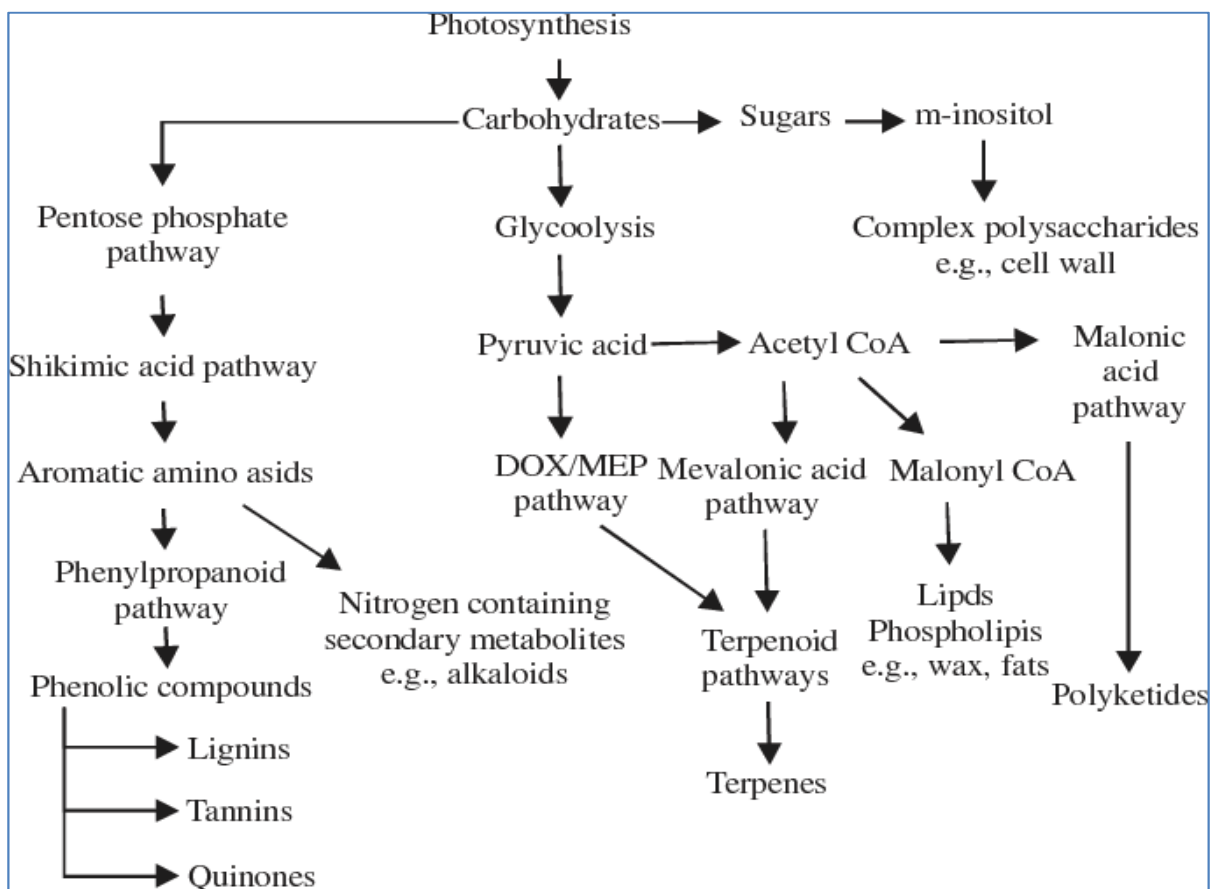 Photosynthesis
Carbohydrates
Sugars
m-inositol
Pentose phosphate
pathway
Glycoolysis
Complex polysaccharides
e.g., cell wall
Shikimic acid pathway
Pyruvic acid
Acetyl CoA
Malonic
acid
pathway
Aromatic amino asids
DOX/MEP
pathway
Mevalonic acid
pathway
Malonyl CoA
Phenylpropanoid
pathway
Nitrogen containing
secondary metabolites
e.g., alkaloids
Terpenoid
pathways
Lipds
Phospholipis
e.g., wax, fats
Phenolic compounds
Polyketides
Lignins
Terpenes
Tannins
Quinones